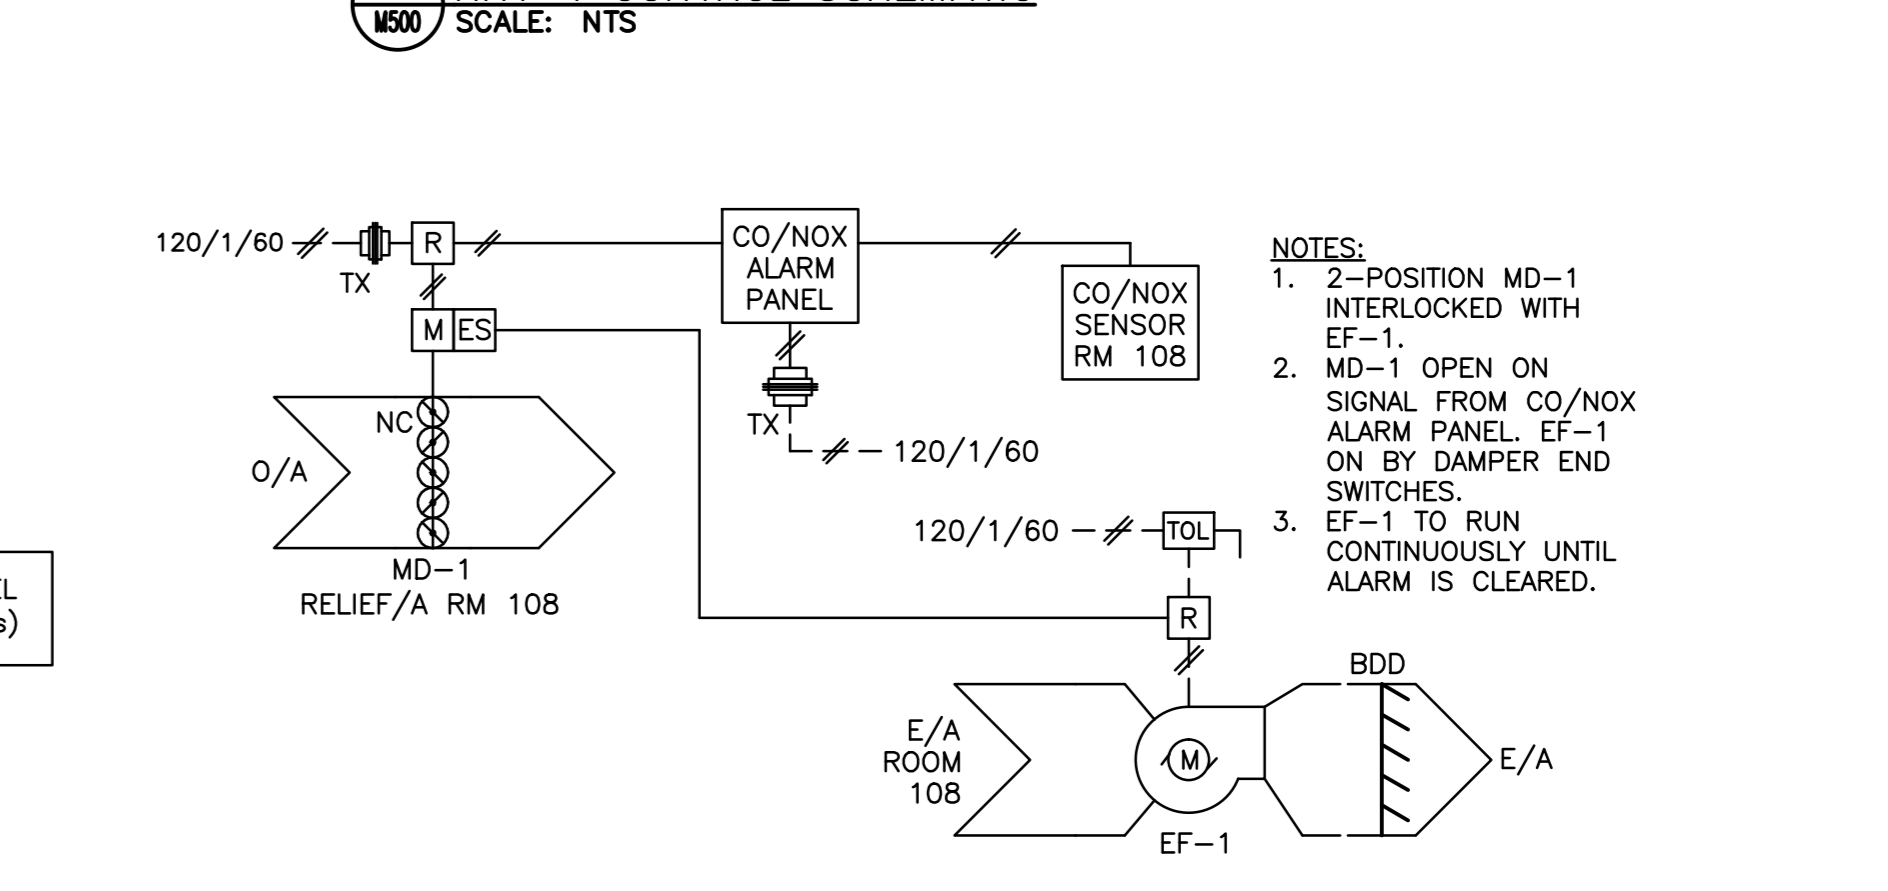 M500
SCALE: NTS
120/1/60
TX
R
M
ES
NC
O/A
MD-1
RELIEF/A RM 108
CO/NOX
ALARM
PANEL
TX
120/1/60
CO/NOX
SENSOR
RM 108
120/1/60
TOL
R
E/A
ROOM
108
M
EF-1
BDD
E/A
NOTES:
1. 2-POSITION MD-1
INTERLOCKED WITH
EF-1.
2. MD-1 OPEN ON
SIGNAL FROM CO/NOX
ALARM PANEL. EF-1
ON BY DAMPER END
SWITCHES.
3. EF-1 TO RUN
CONTINUOUSLY UNTIL
ALARM IS CLEARED.